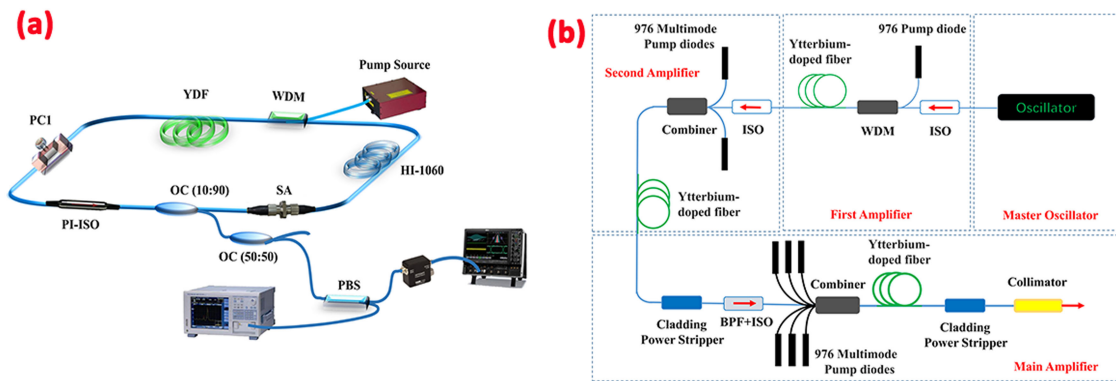 (a)
Pump Source
YDF
WDM
PC1
HI-1060
OC (10:90)
SA
PI-ISO
OC (50:50)
PBS
(b)
976 Multimode
Pump diodes
Second Amplifier
Combiner
ISO
Ytterbium-
doped fiber
976 Pump diode
WDM
ISO
Oscillator
Ytterbium-
doped fiber
First Amplifier
Master Oscillator
Ytterbium-
doped fiber
Combiner
Collimator
Cladding
Power Stripper
BPF+ISO
976 Multimode
Pump diodes
Cladding
Power Stripper
Main Amplifier